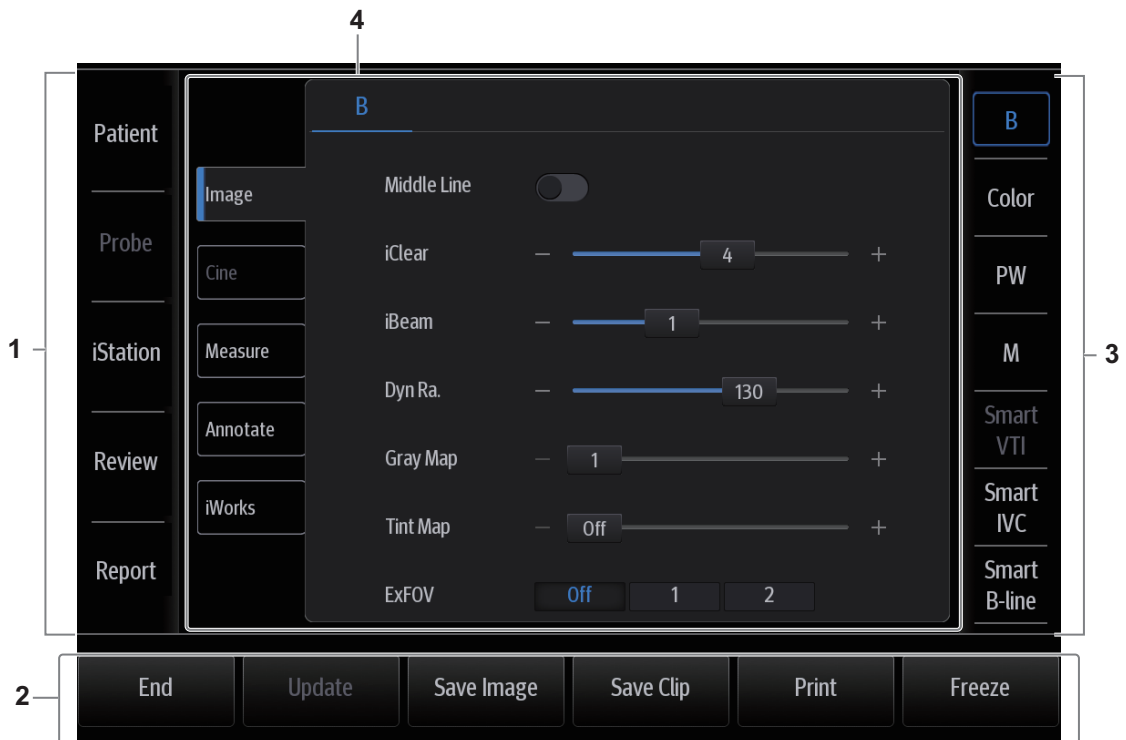 4
1
2
3
Patient
Probe
iStation
Review
Report
Image
Cine
Measure
Annotate
iWorks
B
Middle Line
iClear − 4 +
iBeam − 1 +
Dyn Ra. − 130 +
Gray Map − 1 +
Tint Map − Off +
ExFOV Off 1 2
B
Color
PW
M
Smart
VTI
Smart
IVC
Smart
B-line
End Update Save Image Save Clip Print Freeze